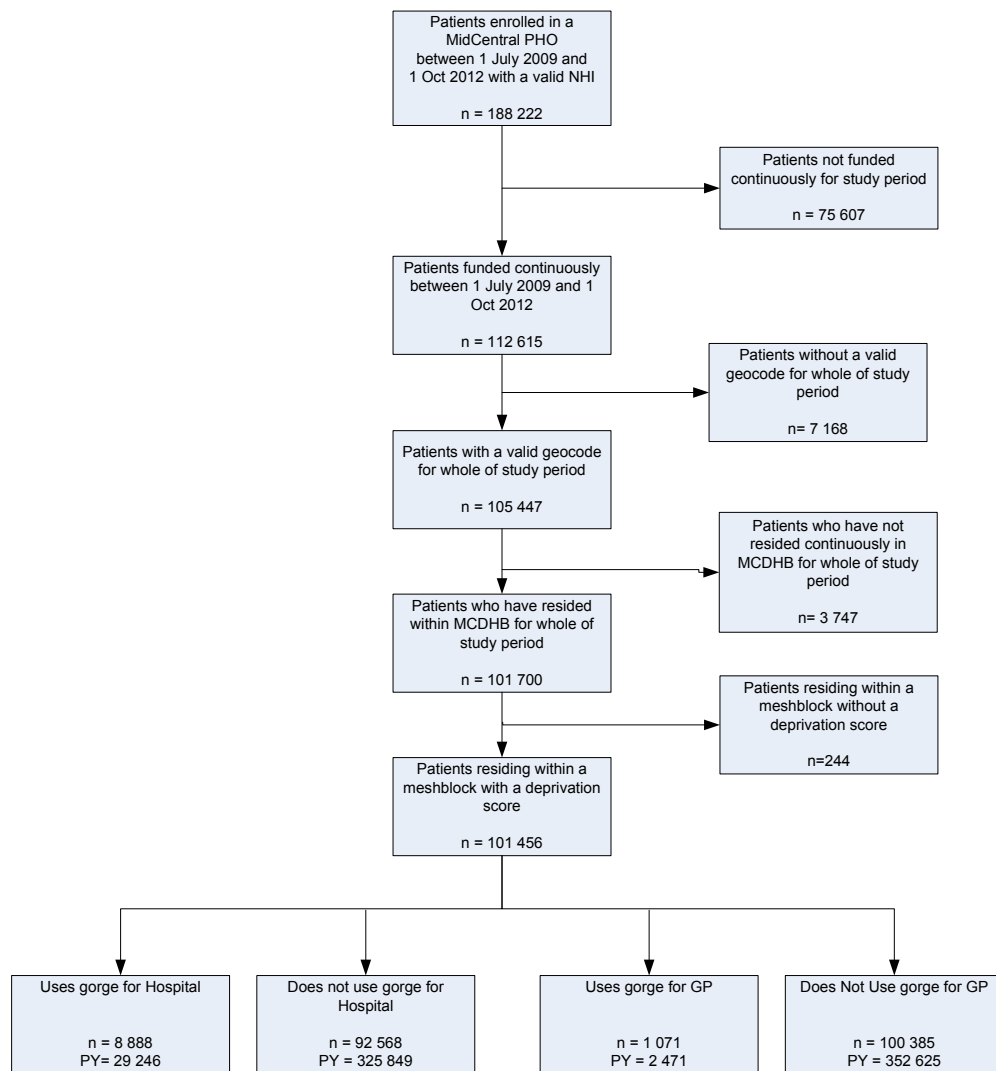 Patients enrolled in a
MidCentral PHO
between 1 July 2009 and
1 Oct 2012 with a valid NHI
n = 188 222
Patients not funded
continuously for study period
n = 75 607
Patients funded continuously
between 1 July 2009 and 1
Oct 2012
n = 112 615
Patients without a valid
geocode for whole of study
period
n= 7 168
Patients with a valid geocode
for whole of study period
n = 105 447
Patients who have not
resided continuously in
MCDHB for whole of study
period
n= 3 747
Patients who have resided
within MCDHB for whole of
study period
n = 101 700
Patients residing within a
meshblock without a
deprivation score
n=244
Patients residing within a
meshblock with a deprivation
score
n = 101 456
Uses gorge for Hospital
n = 8 888
PY= 29 246
Does not use gorge for
Hospital
n = 92 568
PY = 325 849
Uses gorge for GP
n = 1 071
PY = 2 471
Does Not Use gorge for GP
n = 100 385
PY = 352 625